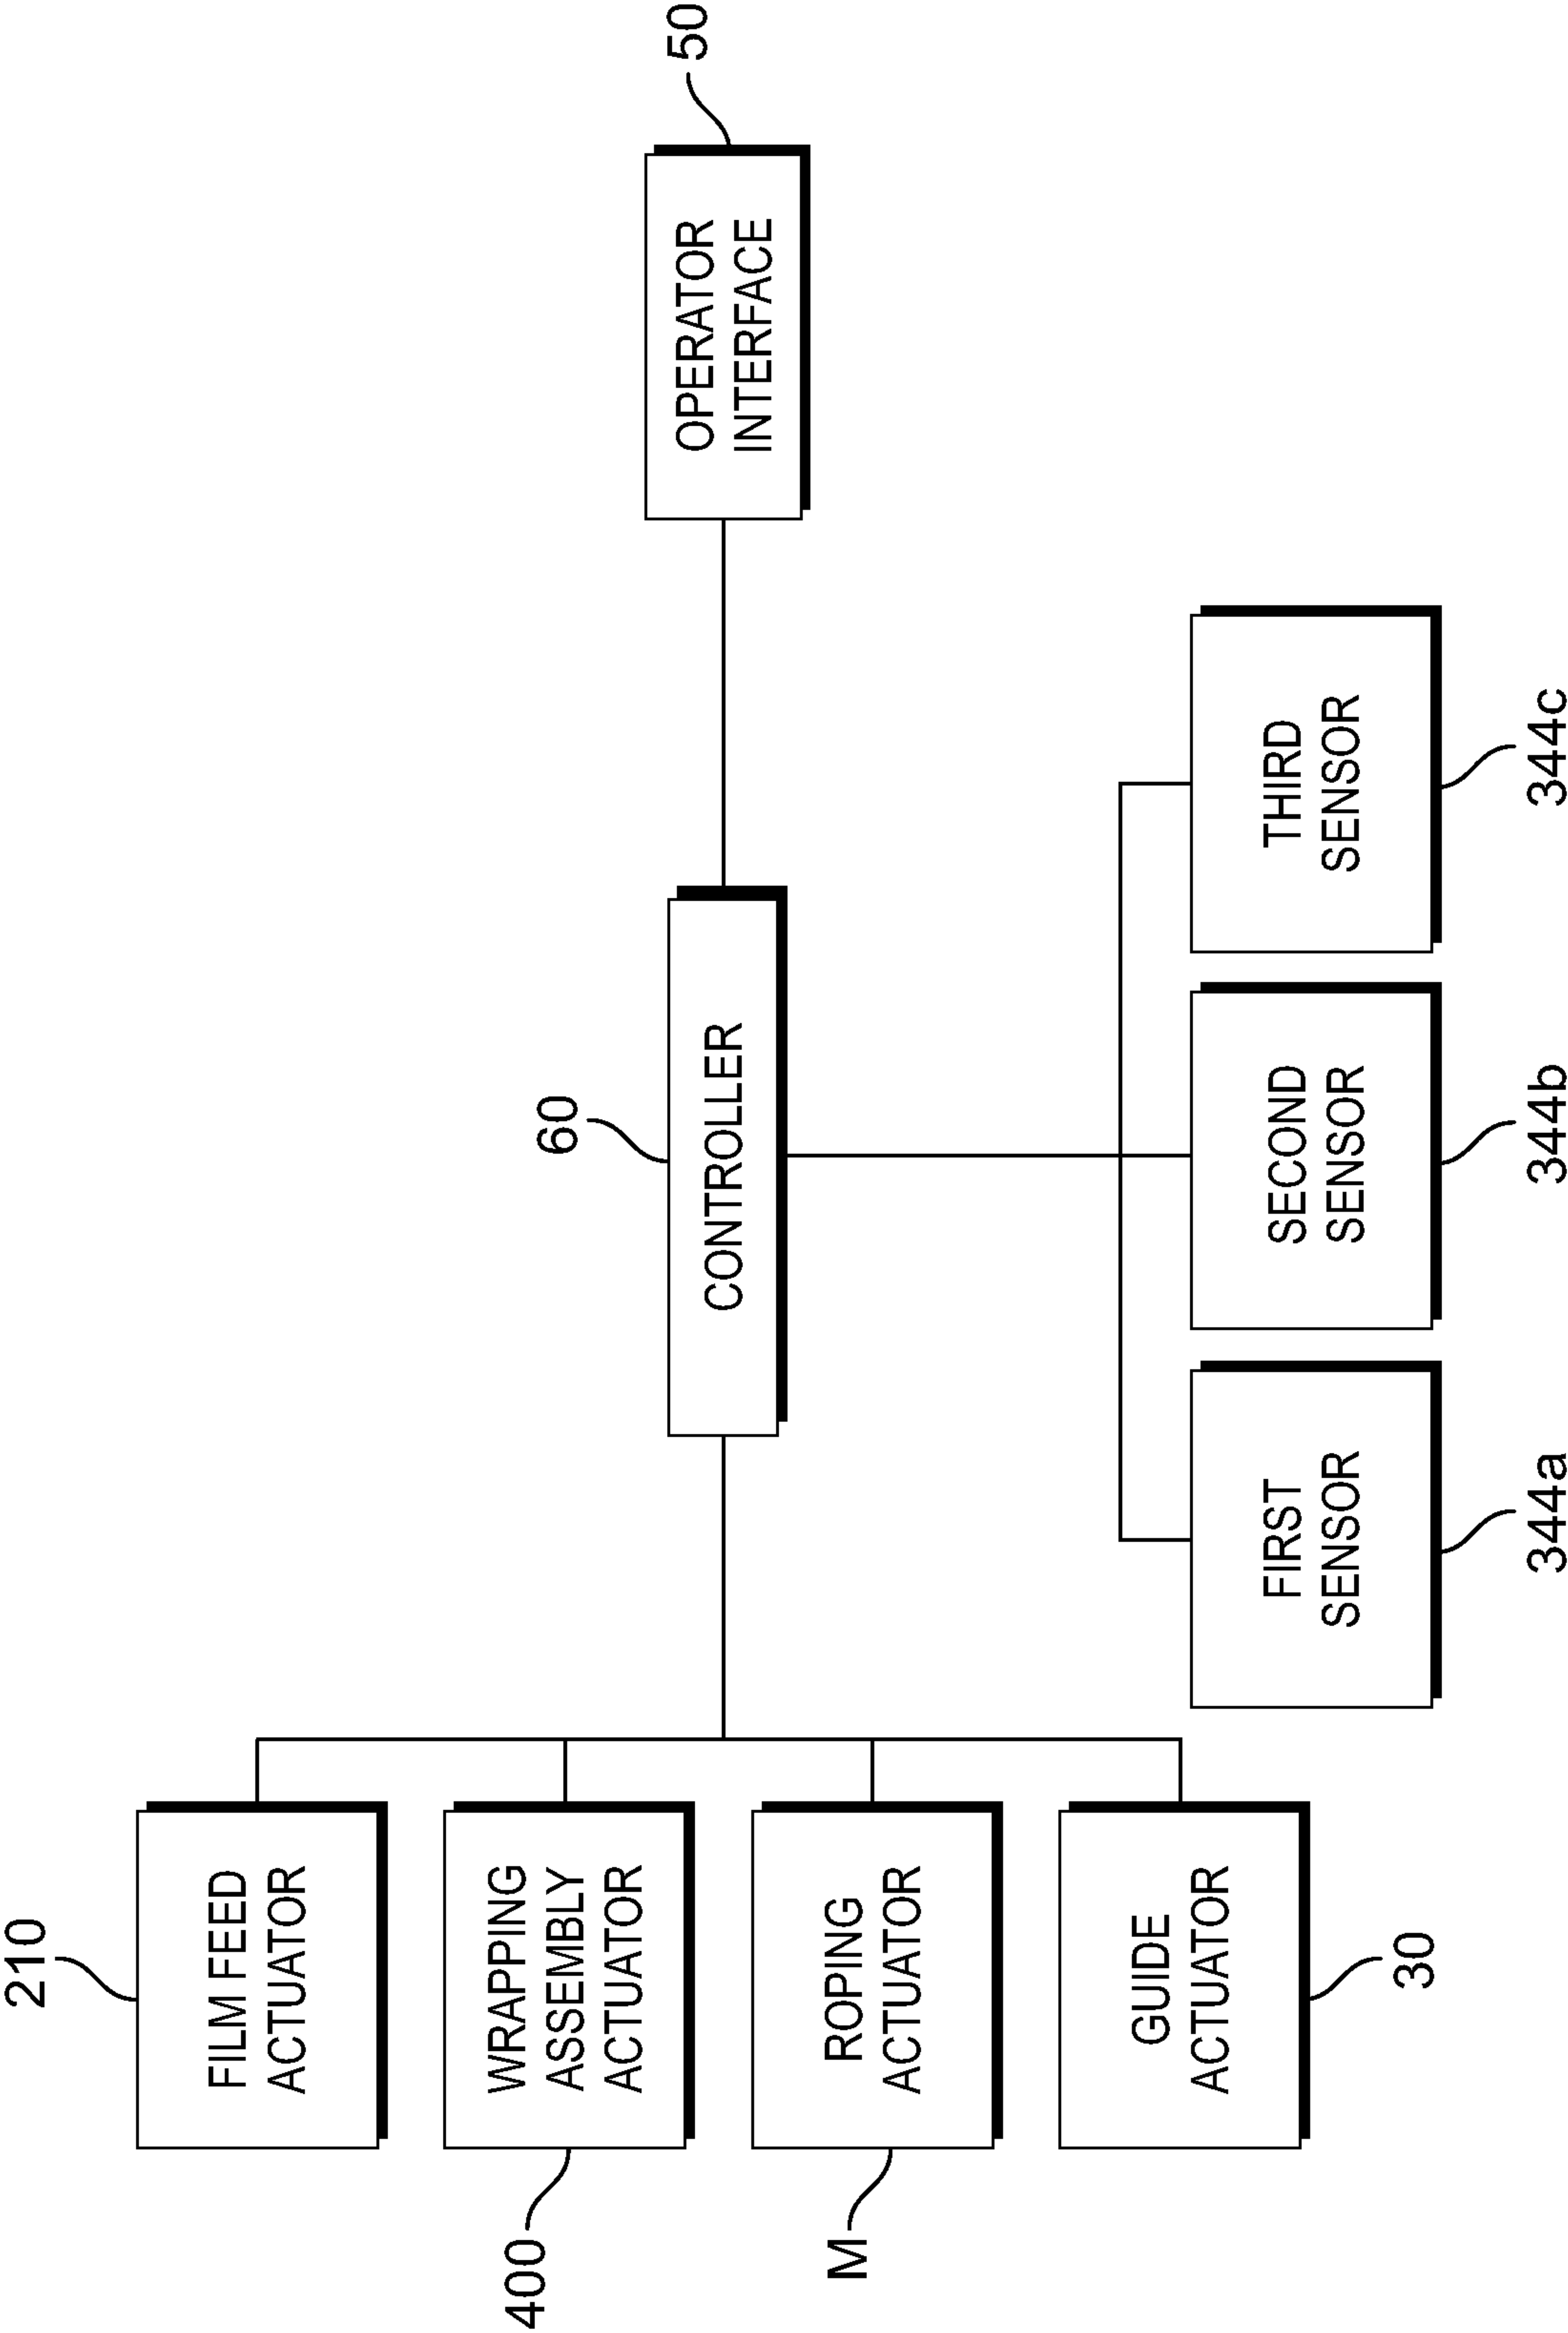 210
FILM FEED
ACTUATOR
400
WRAPPING
ASSEMBLY
ACTUATOR
M
ROPING
ACTUATOR
GUIDE
ACTUATOR
30
60
CONTROLLER
50
OPERATOR
INTERFACE
FIRST
SENSOR
344a
SECOND
SENSOR
344b
THIRD
SENSOR
344c